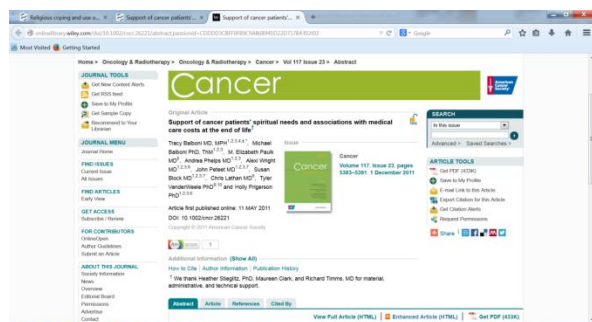 Religious coping and use o...
Support of cancer patients'...
Support of cancer patients'...
onlinelibrary.wiley.com
Google
Most Visited
Getting Started
Home > Oncology & Radiotherapy > Oncology & Radiotherapy > Cancer > Vol 117 Issue 23 > Abstract
JOURNAL TOOLS
Get New Content Alerts
Get RSS feed
Save to My Profile
Get Sample Copy
Recommend to Your
Librarian
JOURNAL MENU
Journal Home
FIND ISSUES
Current Issue
All Issues
FIND ARTICLES
Early View
GET ACCESS
Subscribe / Renew
FOR CONTRIBUTORS
OnlineOpen
Author Guidelines
Submit an Article
ABOUT THIS JOURNAL
Society Information
News
Overview
Editorial Board
Permissions
Advertise
Contact
Cancer
American
Cancer
Society
Original Article
Support of cancer patients' spiritual needs and associations with medical
care costs at the end of life†
Tracy Balboni MD, MPH, Michael
Balboni PhD, ThM, M. Elizabeth Paulk
MD, Andrea Phelps MD, Alexi Wright
MD, John Peteet MD, Susan
Block MD, Chris Lathan MD, Tyler
VanderWeele PhD and Holly Prigerson
PhD
Article first published online: 11 MAY 2011
DOI: 10.1002/cncr.26221
Copyright © 2011 American Cancer Society
Issue
Cancer
Cancer
Volume 117, Issue 23, pages
5383–5391, 1 December 2011
Additional Information (Show All)
How to Cite | Author Information | Publication History
† We thank Heather Stieglitz, PhD, Maureen Clark, and Richard Timms, MD for material,
administrative, and technical support.
Abstract
Article
References
Cited By
View Full Article (HTML)
Enhanced Article (HTML)
Get PDF (433K)
SEARCH
In this issue
Advanced > Saved Searches >
ARTICLE TOOLS
Get PDF (433K)
Save to My Profile
E-mail Link to this Article
Export Citation for this Article
Get Citation Alerts
Request Permissions
Share